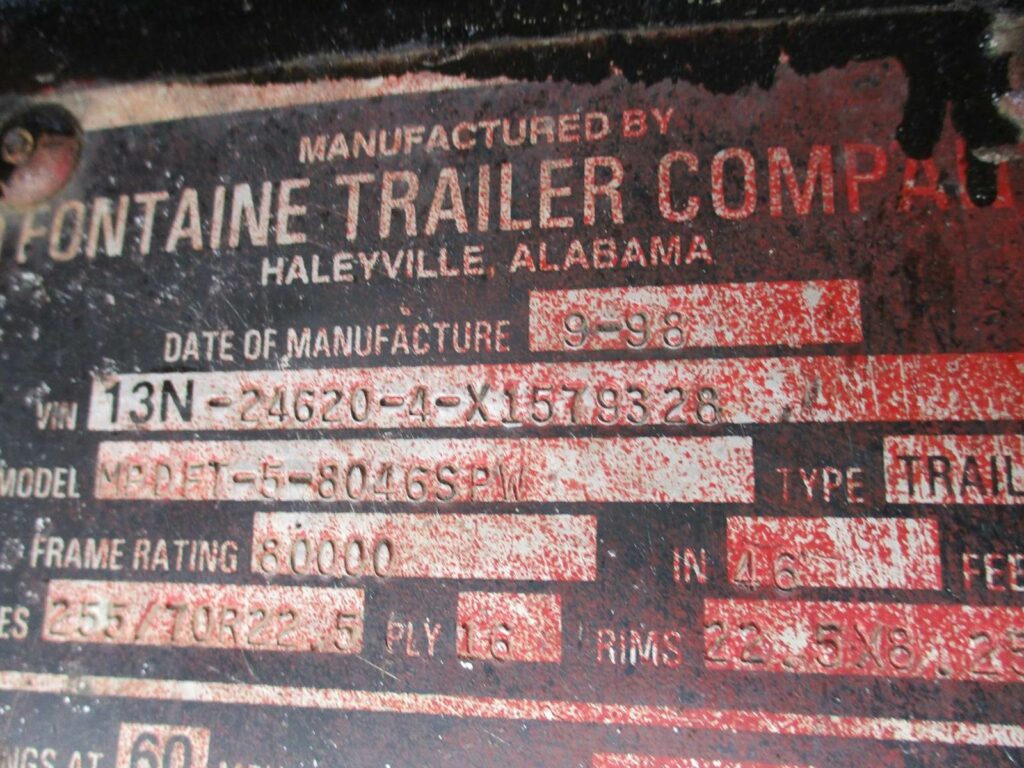 MANUFACTURED BY
FONTAINE TRAILER COMPA
HALEYVILLE, ALABAMA
DATE OF MANUFACTURE 9-98
VIN 13N-24620-4-X1579328
MODEL 5-8046SPW TYPE TRAIL
FRAME RATING 80000 IN 46 FEE
ES 255/70R22.5 PLY 16 RIMS 22.5X8.25
NGS AT 60